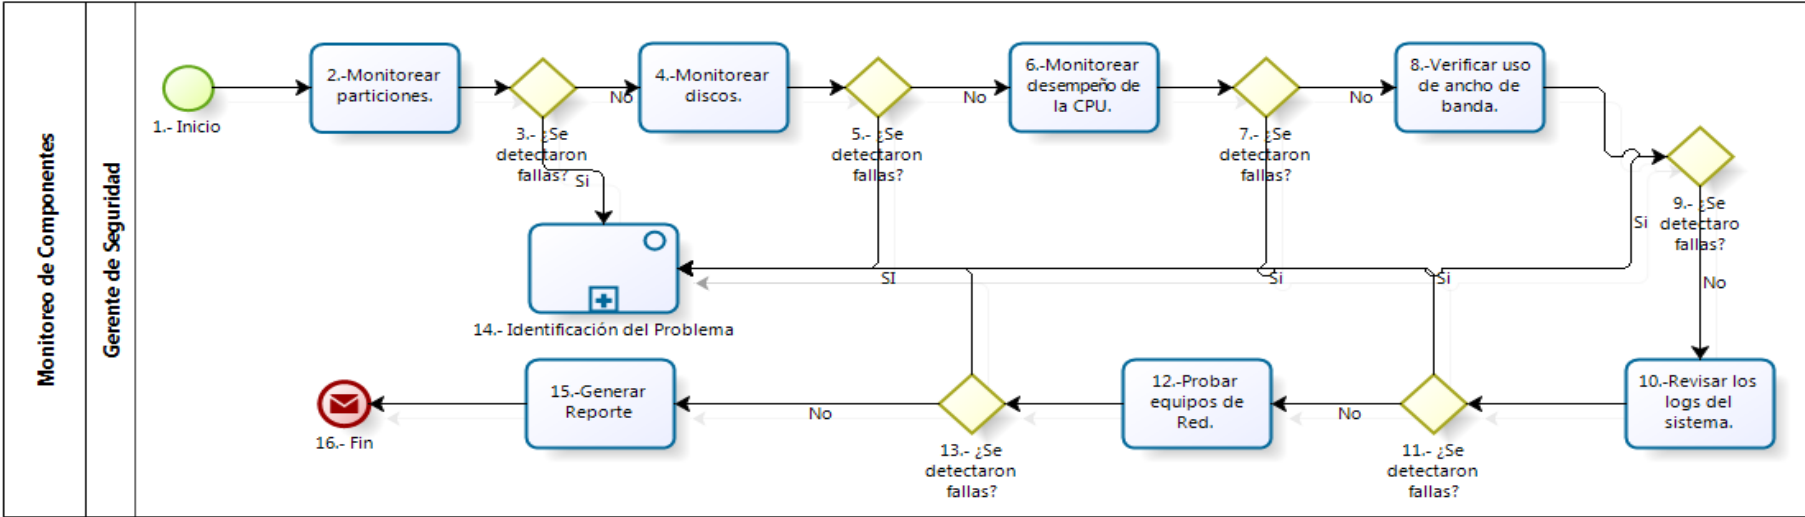 Monitoreo de Componentes
Gerente de Seguridad
1.- Inicio
2.-Monitorear
particiones.
3.- ¿Se
detectaron
fallas?
No
Si
4.-Monitorear
discos.
5.- ¿Se
detectaron
fallas?
No
SI
6.-Monitorear
desempeño de
la CPU.
7.- ¿Se
detectaron
fallas?
No
Si
8.-Verificar uso
de ancho de
banda.
9.- ¿Se
detectaro
fallas?
Si
No
10.-Revisar los
logs del
sistema.
11.- ¿Se
detectaron
fallas?
Si
No
12.-Probar
equipos de
Red.
13.- ¿Se
detectaron
fallas?
No
14.- Identificación del Problema
15.-Generar
Reporte
16.- Fin